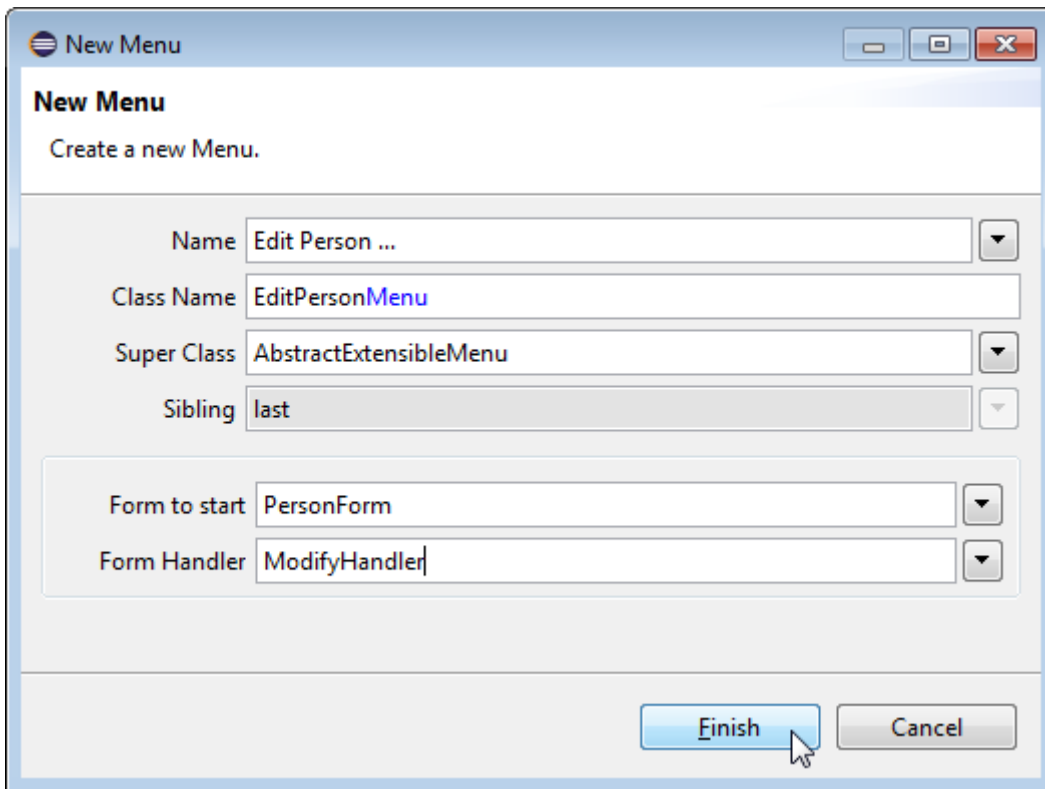 New Menu
New Menu
Create a new Menu.
Name Edit Person ...
Class Name EditPersonMenu
Super Class AbstractExtensibleMenu
Sibling last
Form to start PersonForm
Form Handler ModifyHandler
Finish Cancel